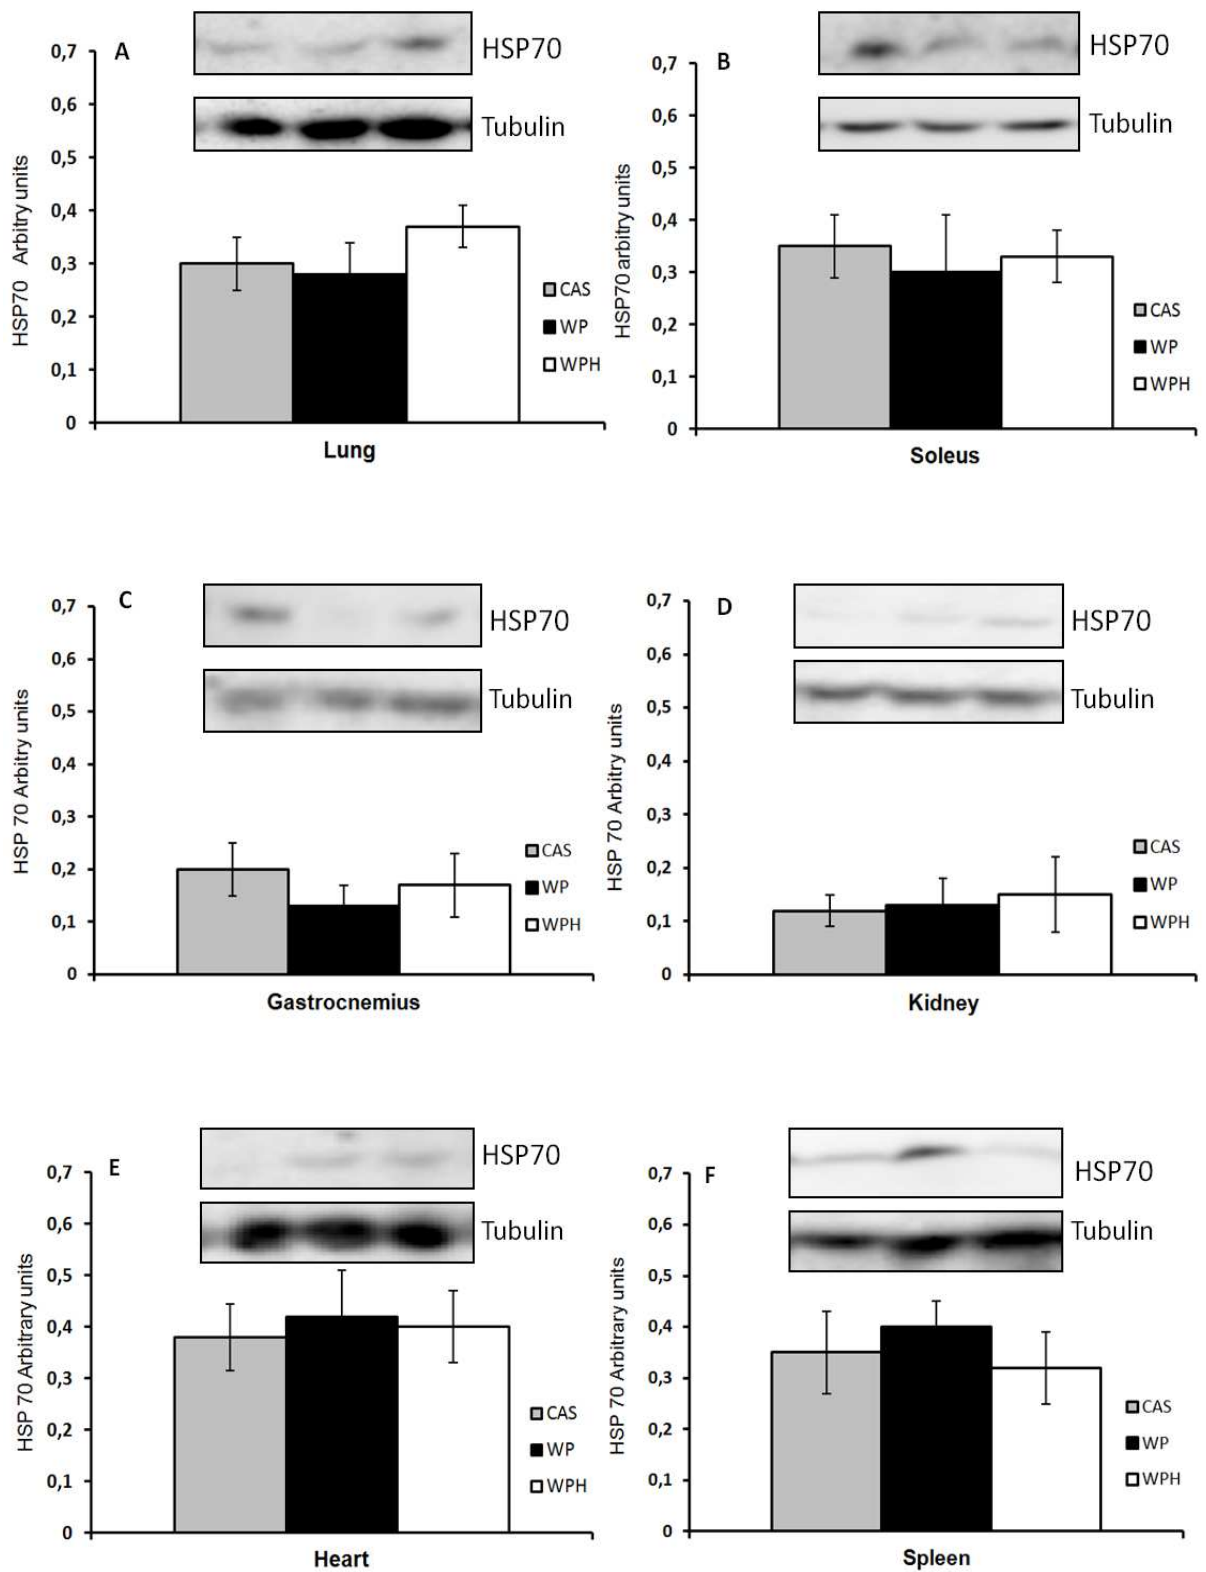 A
HSP70
Tubulin
0,7
0,6
0,5
0,4
0,3
0,2
0,1
0
HSP70 Arbitry units
CAS
WP
WPH
Lung
B
HSP70
Tubulin
0,7
0,6
0,5
0,4
0,3
0,2
0,1
0
HSP70 arbitry units
CAS
WP
WPH
Soleus
C
HSP70
Tubulin
0,7
0,6
0,5
0,4
0,3
0,2
0,1
0
HSP 70 Arbitry units
CAS
WP
WPH
Gastrocnemius
D
HSP70
Tubulin
0,7
0,6
0,5
0,4
0,3
0,2
0,1
0
HSP 70 Arbitry units
CAS
WP
WPH
Kidney
E
HSP70
Tubulin
0,7
0,6
0,5
0,4
0,3
0,2
0,1
0
HSP 70 Arbitrary units
CAS
WP
WPH
Heart
F
HSP70
Tubulin
0,7
0,6
0,5
0,4
0,3
0,2
0,1
0
HSP 70 Arbitrary units
CAS
WP
WPH
Spleen